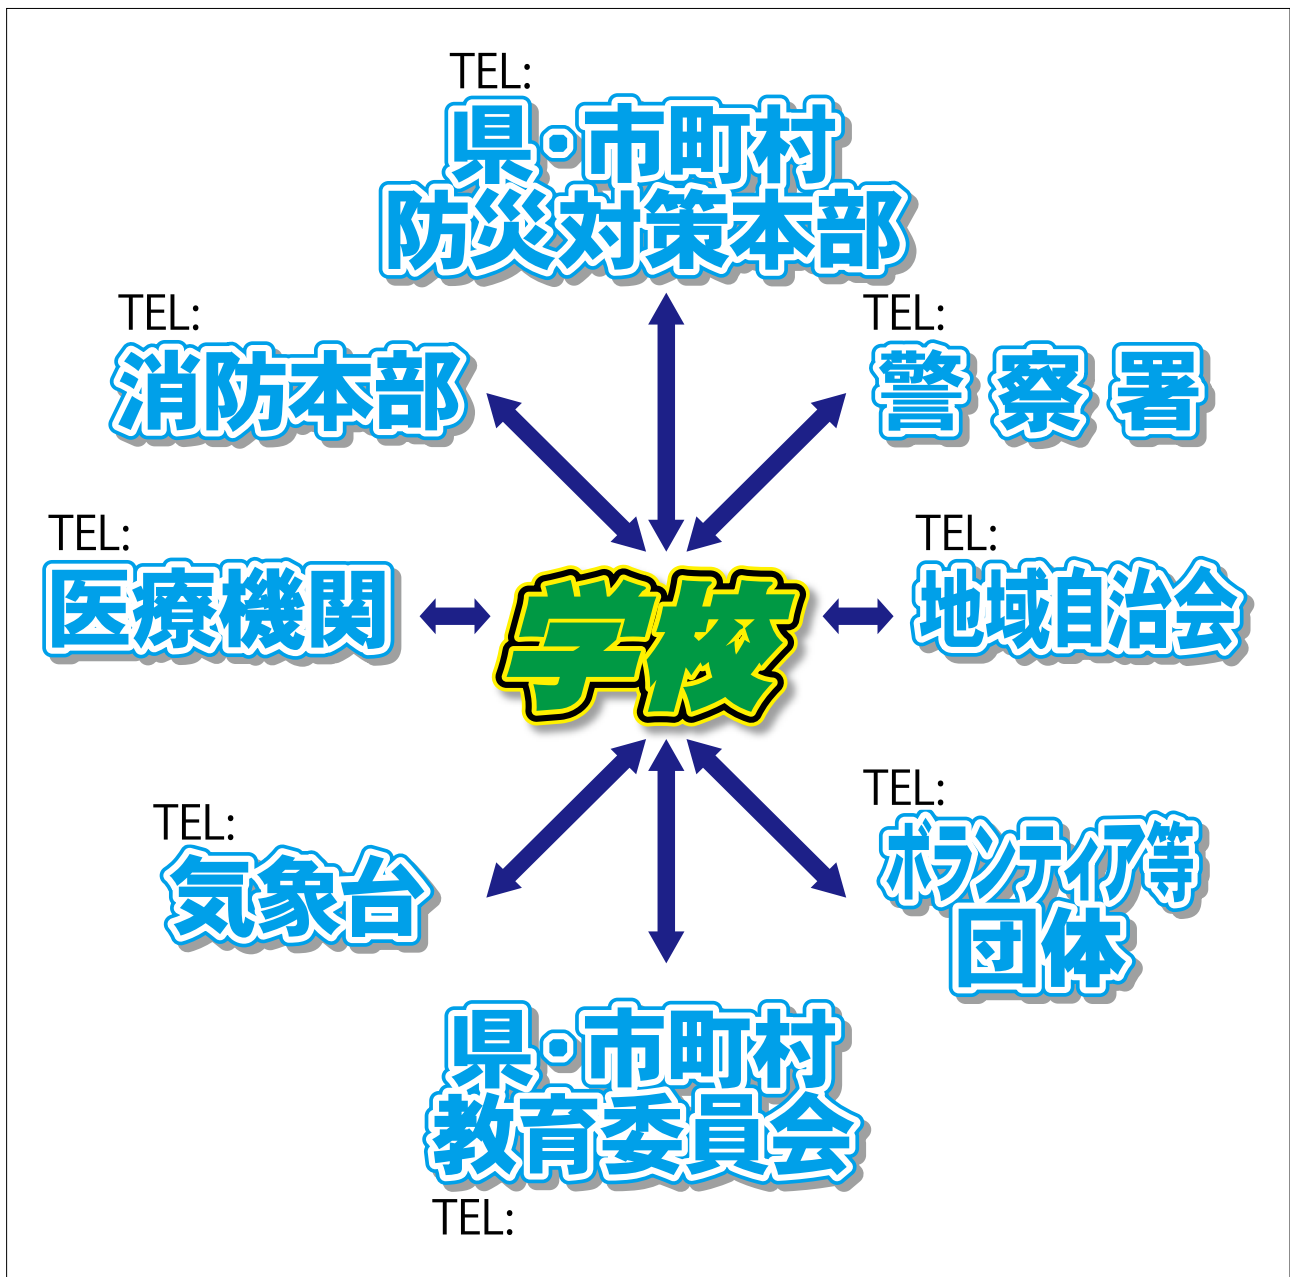 TEL:
県・市町村
防災対策本部
TEL:
消防本部
TEL:
警察署
TEL:
医療機関
学校
TEL:
地域自治会
TEL:
気象台
TEL:
ボランティア等
団体
県・市町村
教育委員会
TEL: